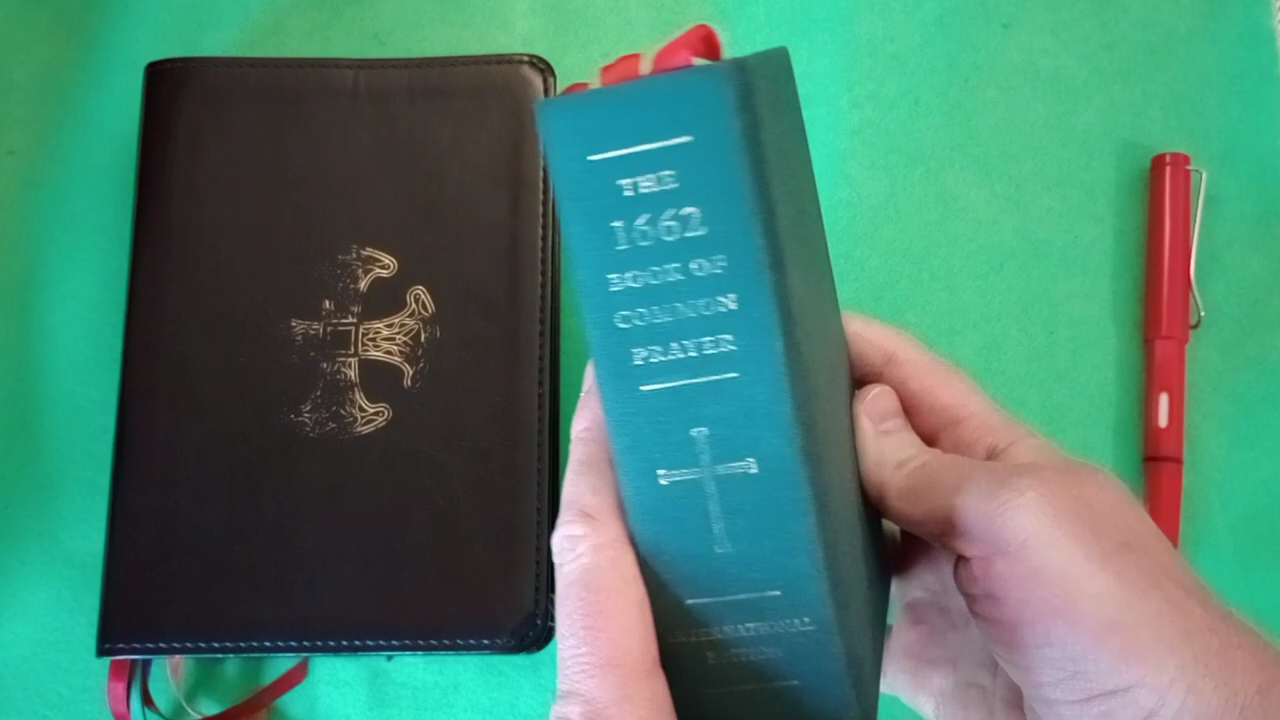 THE
1662
BOOK OF
COMMON
PRAYER
INTERNATIONAL
EDITION